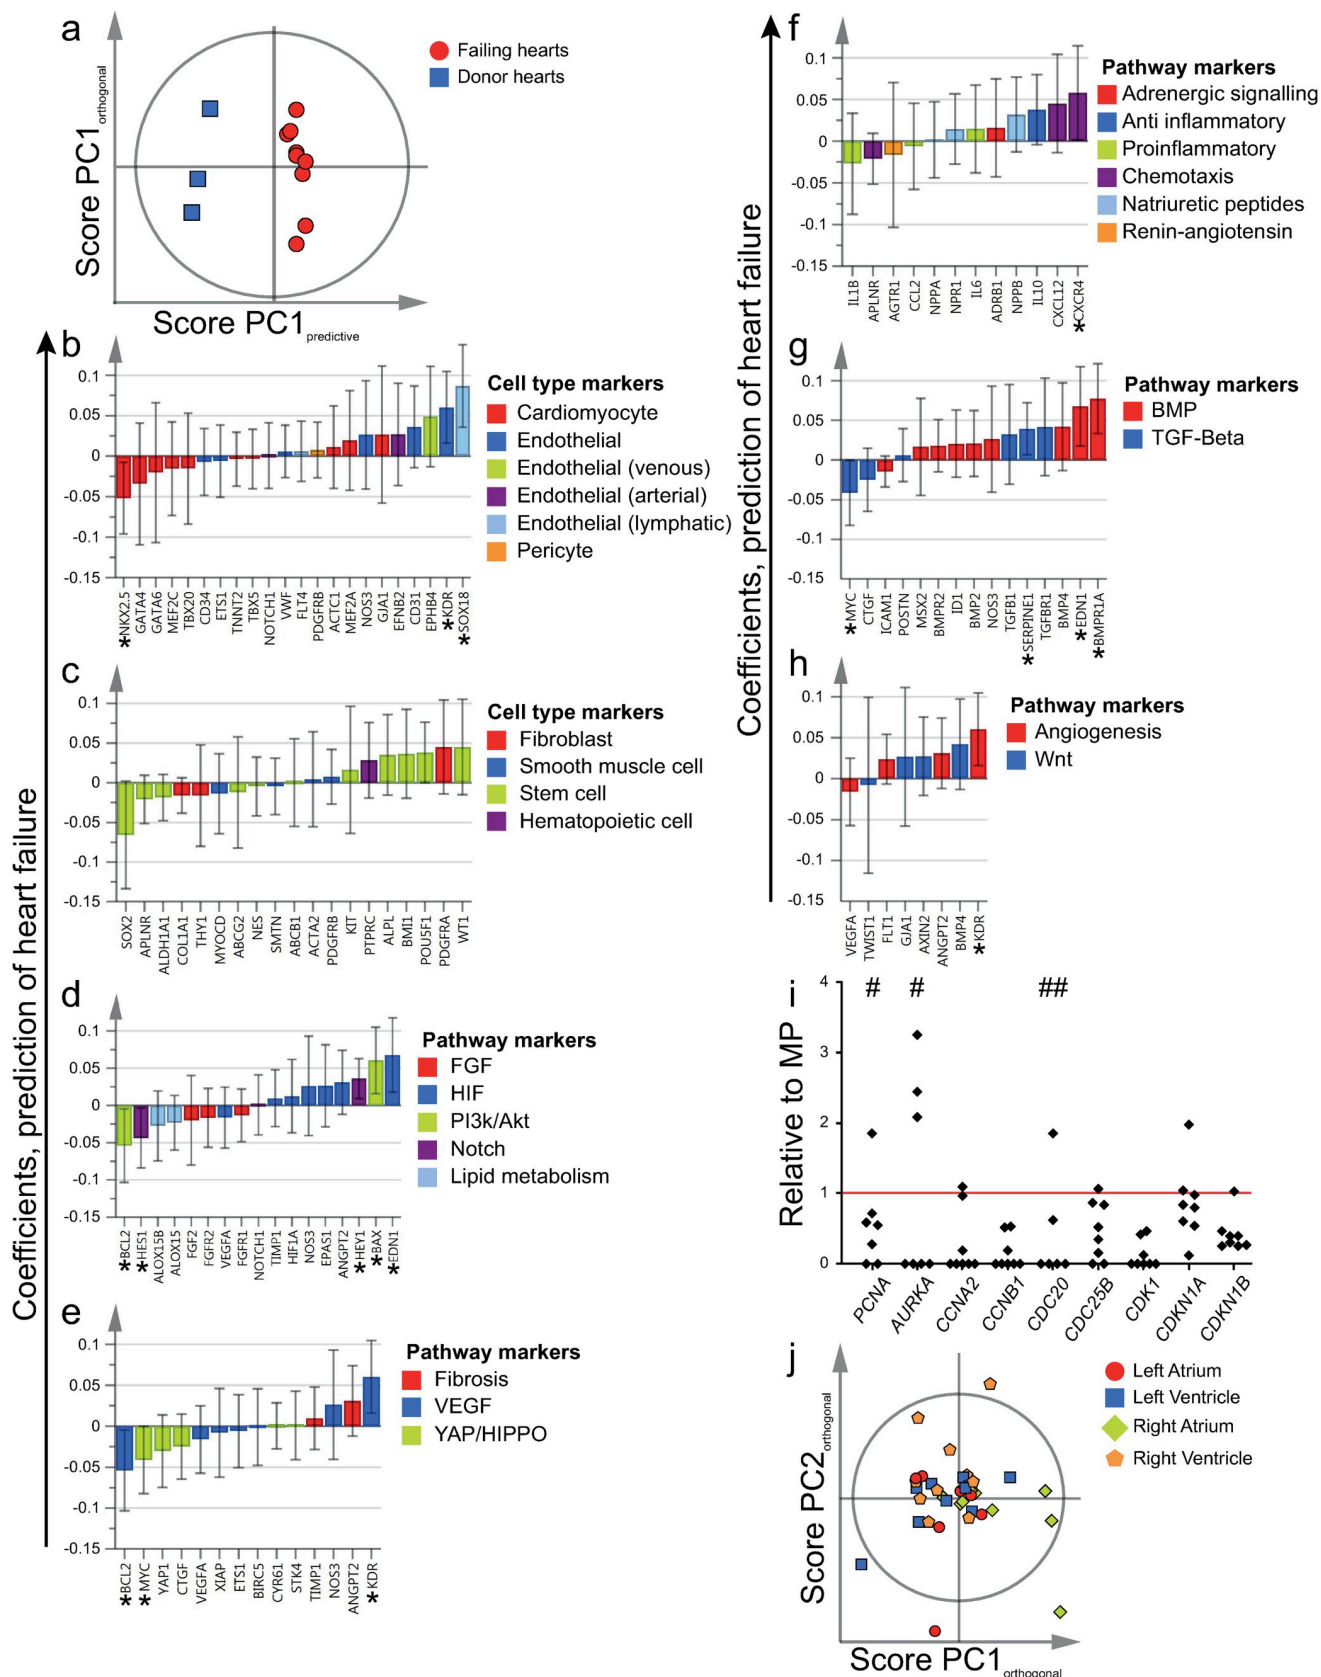 a
Score PC1orthogonal
Score PC1predictive
Failing hearts
Donor hearts
Coefficients, prediction of heart failure
b
0.1
0.05
0
-0.05
-0.1
-0.15
*NKX2.5
GATA4
GATA6
MEF2C
TBX20
CD34
ETS1
TNNT2
TBX5
NOTCH1
VWF
FLT4
PDGFRB
ACTC1
MEF2A
NOS3
GJA1
EFNB2
CD31
EPHB4
*KDR
*SOX18
Cell type markers
Cardiomyocyte
Endothelial
Endothelial (venous)
Endothelial (arterial)
Endothelial (lymphatic)
Pericyte
c
0.1
0.05
0
-0.05
-0.1
-0.15
SOX2
APLNR
ALDH1A1
COL1A1
THY1
MYOCD
ABCG2
NES
SMTN
ABCB1
ACTA2
PDGFRB
KIT
PTPRC
ALPL
BMI1
POU5F1
PDGFRA
WT1
Cell type markers
Fibroblast
Smooth muscle cell
Stem cell
Hematopoietic cell
d
0.1
0.05
0
-0.05
-0.1
-0.15
*BCL2
*HES1
ALOX15B
ALOX15
FGF2
FGFR2
VEGFA
FGFR1
NOTCH1
TIMP1
HIF1A
NOS3
EPAS1
ANGPT2
*HEY1
*BAX
*EDN1
Pathway markers
FGF
HIF
PI3k/Akt
Notch
Lipid metabolism
e
0.1
0.05
0
-0.05
-0.1
-0.15
*BCL2
*MYC
YAP1
CTGF
VEGFA
XIAP
ETS1
BIRC5
CYR61
STK4
TIMP1
NOS3
ANGPT2
*KDR
Pathway markers
Fibrosis
VEGF
YAP/HIPPO
Coefficients, prediction of heart failure
f
0.1
0.05
0
-0.05
-0.1
-0.15
IL1B
APLNR
AGTR1
CCL2
NPPA
NPR1
IL6
ADRB1
NPPB
IL10
CXCL12
*CXCR4
Pathway markers
Adrenergic signalling
Anti inflammatory
Proinflammatory
Chemotaxis
Natriuretic peptides
Renin-angiotensin
g
0.1
0.05
0
-0.05
-0.1
-0.15
*MYC
CTGF
ICAM1
POSTN
MSX2
BMPR2
ID1
BMP2
NOS3
TGFB1
*SERPINE1
TGFBR1
BMP4
*EDN1
*BMPR1A
Pathway markers
BMP
TGF-Beta
h
0.1
0.05
0
-0.05
-0.1
-0.15
VEGFA
TWIST1
FLT1
GJA1
AXIN2
ANGPT2
BMP4
*KDR
Pathway markers
Angiogenesis
Wnt
i
Relative to MP
4
3
2
1
0
# # ##
PCNA
AURKA
CCNA2
CCNB1
CDC20
CDC25B
CDK1
CDKN1A
CDKN1B
j
Score PC2orthogonal
Score PC1orthogonal
Left Atrium
Left Ventricle
Right Atrium
Right Ventricle